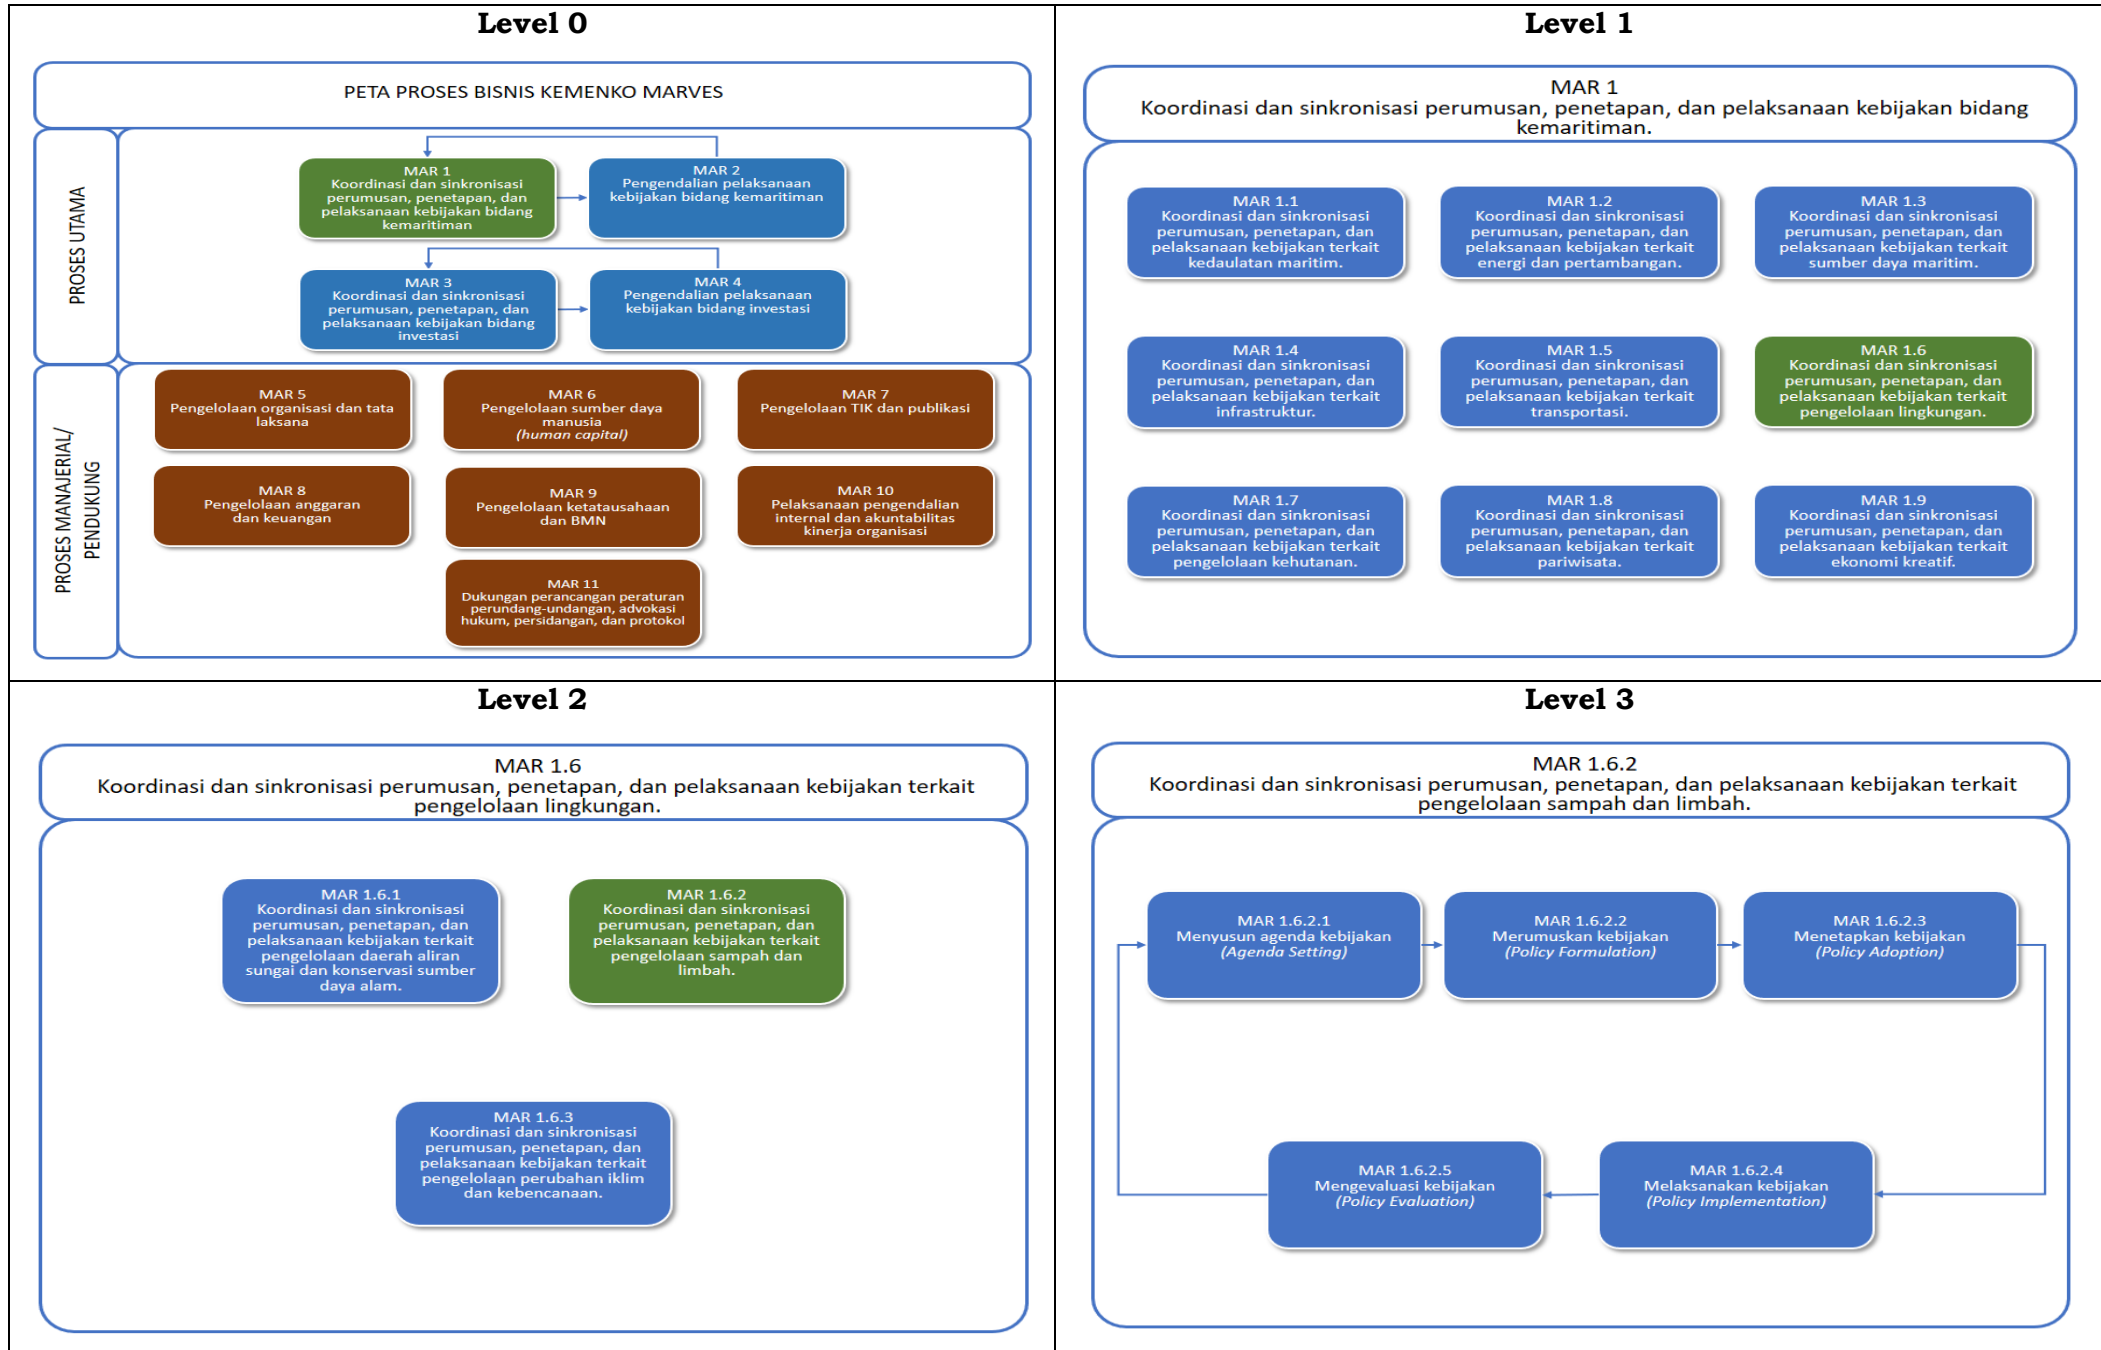 Level 0
PETA PROSES BISNIS KEMENKO MARVES
PROSES UTAMA
MAR 1
Koordinasi dan sinkronisasi
perumusan, penetapan, dan
pelaksanaan kebijakan bidang
kemaritiman
MAR 2
Pengendalian pelaksanaan
kebijakan bidang kemaritiman
MAR 3
Koordinasi dan sinkronisasi
perumusan, penetapan, dan
pelaksanaan kebijakan bidang
investasi
MAR 4
Pengendalian pelaksanaan
kebijakan bidang investasi
PROSES MANAJERIAL/
PENDUKUNG
MAR 5
Pengelolaan organisasi dan tata
laksana
MAR 6
Pengelolaan sumber daya
manusia
(human capital)
MAR 7
Pengelolaan TIK dan publikasi
MAR 8
Pengelolaan anggaran
dan keuangan
MAR 9
Pengelolaan ketatausahaan
dan BMN
MAR 10
Pelaksanaan pengendalian
internal dan akuntabilitas
kinerja organisasi
MAR 11
Dukungan perancangan peraturan
perundang-undangan, advokasi
hukum, persidangan, dan protokol
Level 1
MAR 1
Koordinasi dan sinkronisasi perumusan, penetapan, dan pelaksanaan kebijakan bidang
kemaritiman.
MAR 1.1
Koordinasi dan sinkronisasi
perumusan, penetapan, dan
pelaksanaan kebijakan terkait
kedaulatan maritim.
MAR 1.2
Koordinasi dan sinkronisasi
perumusan, penetapan, dan
pelaksanaan kebijakan terkait
energi dan pertambangan.
MAR 1.3
Koordinasi dan sinkronisasi
perumusan, penetapan, dan
pelaksanaan kebijakan terkait
sumber daya maritim.
MAR 1.4
Koordinasi dan sinkronisasi
perumusan, penetapan, dan
pelaksanaan kebijakan terkait
infrastruktur.
MAR 1.5
Koordinasi dan sinkronisasi
perumusan, penetapan, dan
pelaksanaan kebijakan terkait
transportasi.
MAR 1.6
Koordinasi dan sinkronisasi
perumusan, penetapan, dan
pelaksanaan kebijakan terkait
pengelolaan lingkungan.
MAR 1.7
Koordinasi dan sinkronisasi
perumusan, penetapan, dan
pelaksanaan kebijakan terkait
pengelolaan kehutanan.
MAR 1.8
Koordinasi dan sinkronisasi
perumusan, penetapan, dan
pelaksanaan kebijakan terkait
pariwisata.
MAR 1.9
Koordinasi dan sinkronisasi
perumusan, penetapan, dan
pelaksanaan kebijakan terkait
ekonomi kreatif.
Level 2
MAR 1.6
Koordinasi dan sinkronisasi perumusan, penetapan, dan pelaksanaan kebijakan terkait
pengelolaan lingkungan.
MAR 1.6.1
Koordinasi dan sinkronisasi
perumusan, penetapan, dan
pelaksanaan kebijakan terkait
pengelolaan daerah aliran
sungai dan konservasi sumber
daya alam.
MAR 1.6.2
Koordinasi dan sinkronisasi
perumusan, penetapan, dan
pelaksanaan kebijakan terkait
pengelolaan sampah dan
limbah.
MAR 1.6.3
Koordinasi dan sinkronisasi
perumusan, penetapan, dan
pelaksanaan kebijakan terkait
pengelolaan perubahan iklim
dan kebencanaan.
Level 3
MAR 1.6.2
Koordinasi dan sinkronisasi perumusan, penetapan, dan pelaksanaan kebijakan terkait
pengelolaan sampah dan limbah.
MAR 1.6.2.1
Menyusun agenda kebijakan
(Agenda Setting)
MAR 1.6.2.2
Merumuskan kebijakan
(Policy Formulation)
MAR 1.6.2.3
Menetapkan kebijakan
(Policy Adoption)
MAR 1.6.2.5
Mengevaluasi kebijakan
(Policy Evaluation)
MAR 1.6.2.4
Melaksanakan kebijakan
(Policy Implementation)